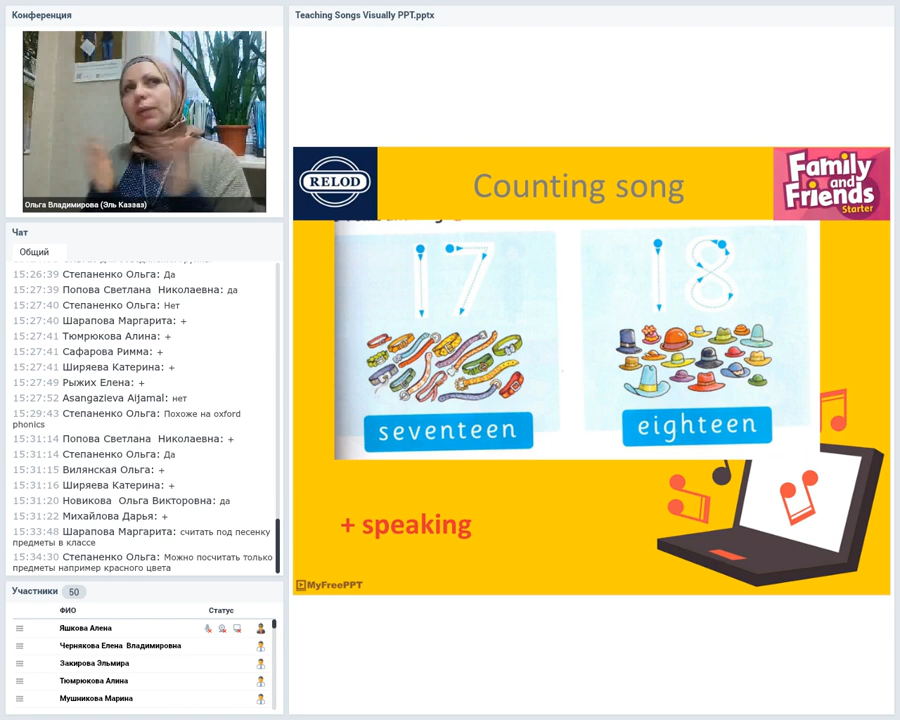 Конференция
Ольга Владимирова (Эль Каззаз)
Чат
Общий
15:26:39 Степаненко Ольга: Да
15:27:39 Попова Светлана Николаевна: да
15:27:40 Степаненко Ольга: Нет
15:27:40 Шарапова Маргарита: +
15:27:41 Тюмрюкова Алина: +
15:27:41 Сафарова Римма: +
15:27:41 Ширяева Катерина: +
15:27:49 Рыжих Елена: +
15:27:52 Asangazieva Aijamal: нет
15:29:43 Степаненко Ольга: Похоже на oxford
phonics
15:31:14 Попова Светлана Николаевна: +
15:31:14 Степаненко Ольга: Да
15:31:15 Вилянская Ольга: +
15:31:16 Ширяева Катерина: +
15:31:20 Новикова Ольга Викторовна: да
15:31:22 Михайлова Дарья: +
15:33:48 Шарапова Маргарита: считать под песенку
предметы в классе
15:34:30 Степаненко Ольга: Можно посчитать только
предметы например красного цвета
Участники 50
ФИО Статус
Яшкова Алена
Чернякова Елена Владимировна
Закирова Эльмира
Тюмрюкова Алина
Мушникова Марина
Teaching Songs Visually PPT.pptx
RELOD
Counting song
Family
and
Friends
Starter
17
18
seventeen
eighteen
+ speaking
MyFreePPT